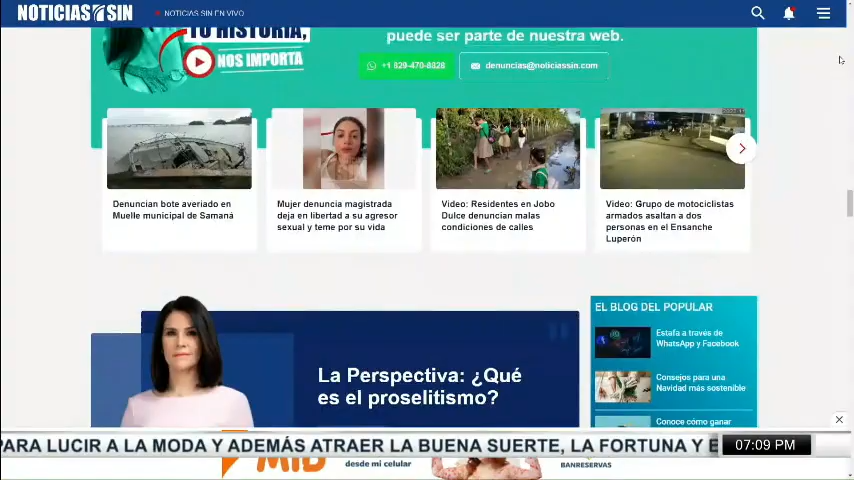 NOTICIAS SIN
NOTICIAS SIN EN VIVO
TU HISTORIA,
NOS IMPORTA
puede ser parte de nuestra web.
+1 829-470-8828
denuncias@noticiassin.com
Denuncian bote averiado en
Muelle municipal de Samaná
Mujer denuncia magistrada
deja en libertad a su agresor
sexual y teme por su vida
Video: Residentes en Jobo
Dulce denuncian malas
condiciones de calles
Video: Grupo de motociclistas
armados asaltan a dos
personas en el Ensanche
Luperón
La Perspectiva: ¿Qué
es el proselitismo?
EL BLOG DEL POPULAR
Estafa a través de
WhatsApp y Facebook
Consejos para una
Navidad más sostenible
Conoce cómo ganar
PARA LUCIR A LA MODA Y ADEMÁS ATRAER LA BUENA SUERTE, LA FORTUNA Y E
07:09 PM
MIO
desde mi celular
BANRESERVAS